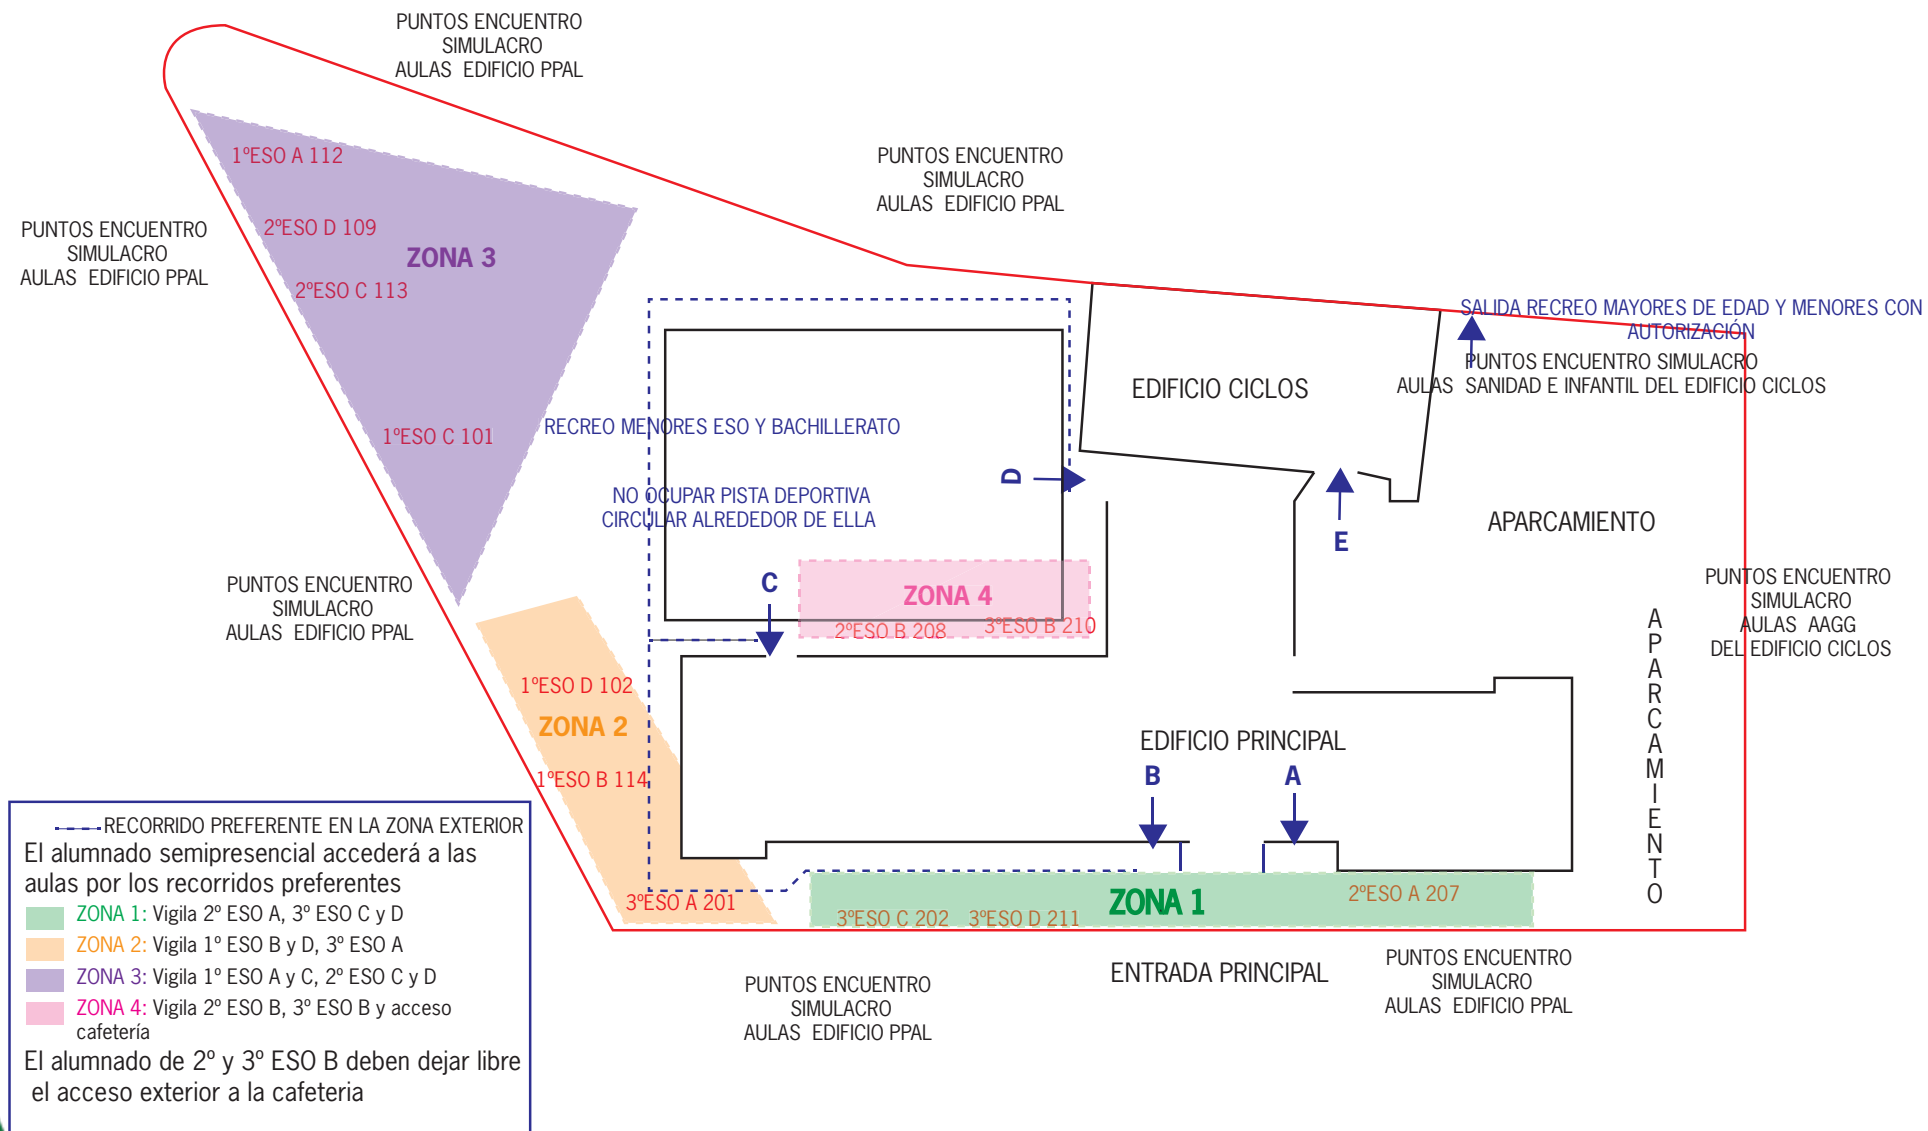 PUNTOS ENCUENTRO
SIMULACRO
AULAS EDIFICIO PPAL
PUNTOS ENCUENTRO
SIMULACRO
AULAS EDIFICIO PPAL
1ºESO A 112
PUNTOS ENCUENTRO
SIMULACRO
AULAS EDIFICIO PPAL
2ºESO D 109
ZONA 3
2ºESO C 113
1ºESO C 101
SALIDA RECREO MAYORES DE EDAD Y MENORES CON
AUTORIZACIÓN
PUNTOS ENCUENTRO SIMULACRO
AULAS SANIDAD E INFANTIL DEL EDIFICIO CICLOS
EDIFICIO CICLOS
RECREO MENORES ESO Y BACHILLERATO
NO OCUPAR PISTA DEPORTIVA
CIRCULAR ALREDEDOR DE ELLA
D
E
APARCAMIENTO
C
ZONA 4
2ºESO B 208
3ºESO B 210
PUNTOS ENCUENTRO
SIMULACRO
AULAS EDIFICIO PPAL
PUNTOS ENCUENTRO
SIMULACRO
AULAS AAGG
DEL EDIFICIO CICLOS
APARCAMIENTO
1ºESO D 102
ZONA 2
1ºESO B 114
3ºESO A 201
EDIFICIO PRINCIPAL
B
A
ZONA 1
2ºESO A 207
3ºESO C 202
3ºESO D 211
ENTRADA PRINCIPAL
PUNTOS ENCUENTRO
SIMULACRO
AULAS EDIFICIO PPAL
PUNTOS ENCUENTRO
SIMULACRO
AULAS EDIFICIO PPAL
RECORRIDO PREFERENTE EN LA ZONA EXTERIOR
El alumnado semipresencial accederá a las
aulas por los recorridos preferentes
ZONA 1: Vigila 2º ESO A, 3º ESO C y D
ZONA 2: Vigila 1º ESO B y D, 3º ESO A
ZONA 3: Vigila 1º ESO A y C, 2º ESO C y D
ZONA 4: Vigila 2º ESO B, 3º ESO B y acceso
cafetería
El alumnado de 2º y 3º ESO B deben dejar libre
el acceso exterior a la cafeteria